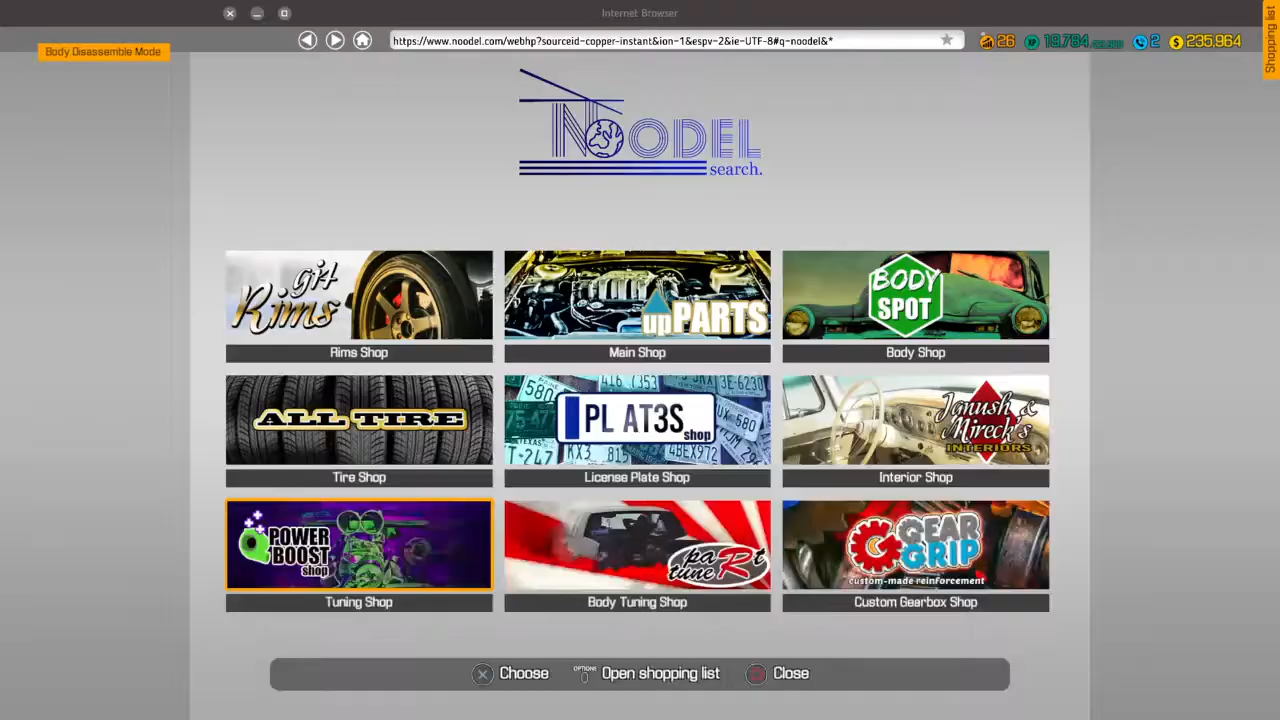 Internet Browser
https://www.noodel.com/webhp?sourceid-copper-instant&ion-1&espv-2&ie-UTF-8#q-noodel&*
Body Disassemble Mode
26
XP 19,784
2
$ 235,964
Shopping list
NOODEL
search.
git Rims
Rims Shop
upPARTS
Main Shop
BODY
SPOT
Body Shop
ALL TIRE
Tire Shop
PL AT3S
shop
License Plate Shop
Janush &
Mireck's
INTERIORS
Interior Shop
POWER
BOOST
shop
Tuning Shop
paRt
tuneR
Body Tuning Shop
GEAR
GRIP
custom-made reinforcement
Custom Gearbox Shop
Choose
OPTIONS
Open shopping list
Close